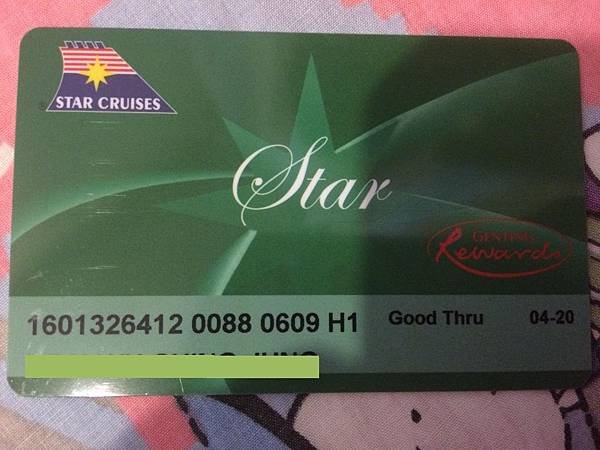 STAR CRUISES
Star
GENTING
Rewards
1601326412 0088 0609 H1
Good Thru 04-20